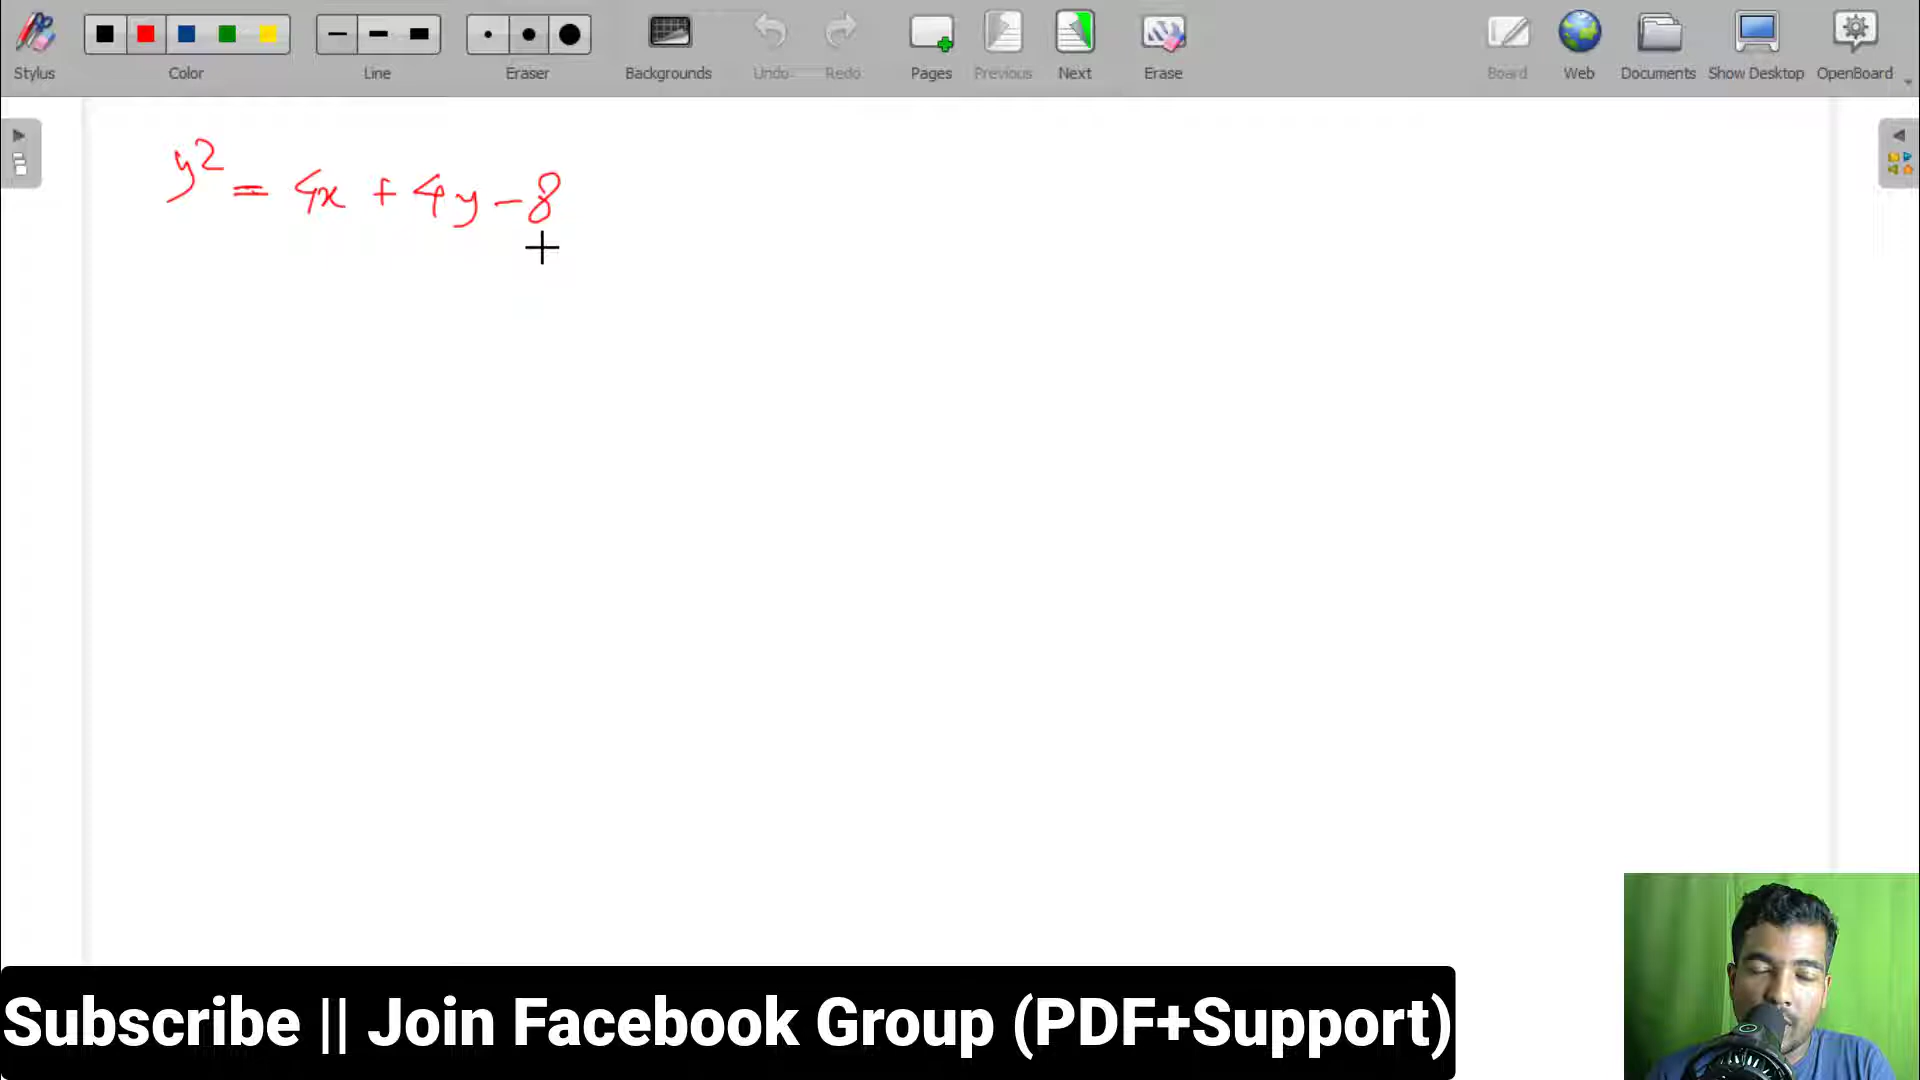 Stylus
Color
Line
Eraser
Backgrounds
Undo
Redo
Pages
Previous
Next
Erase
Board
Web
Documents
Show Desktop
OpenBoard
y² = 4x + 4y - 8
Subscribe || Join Facebook Group (PDF+Support)